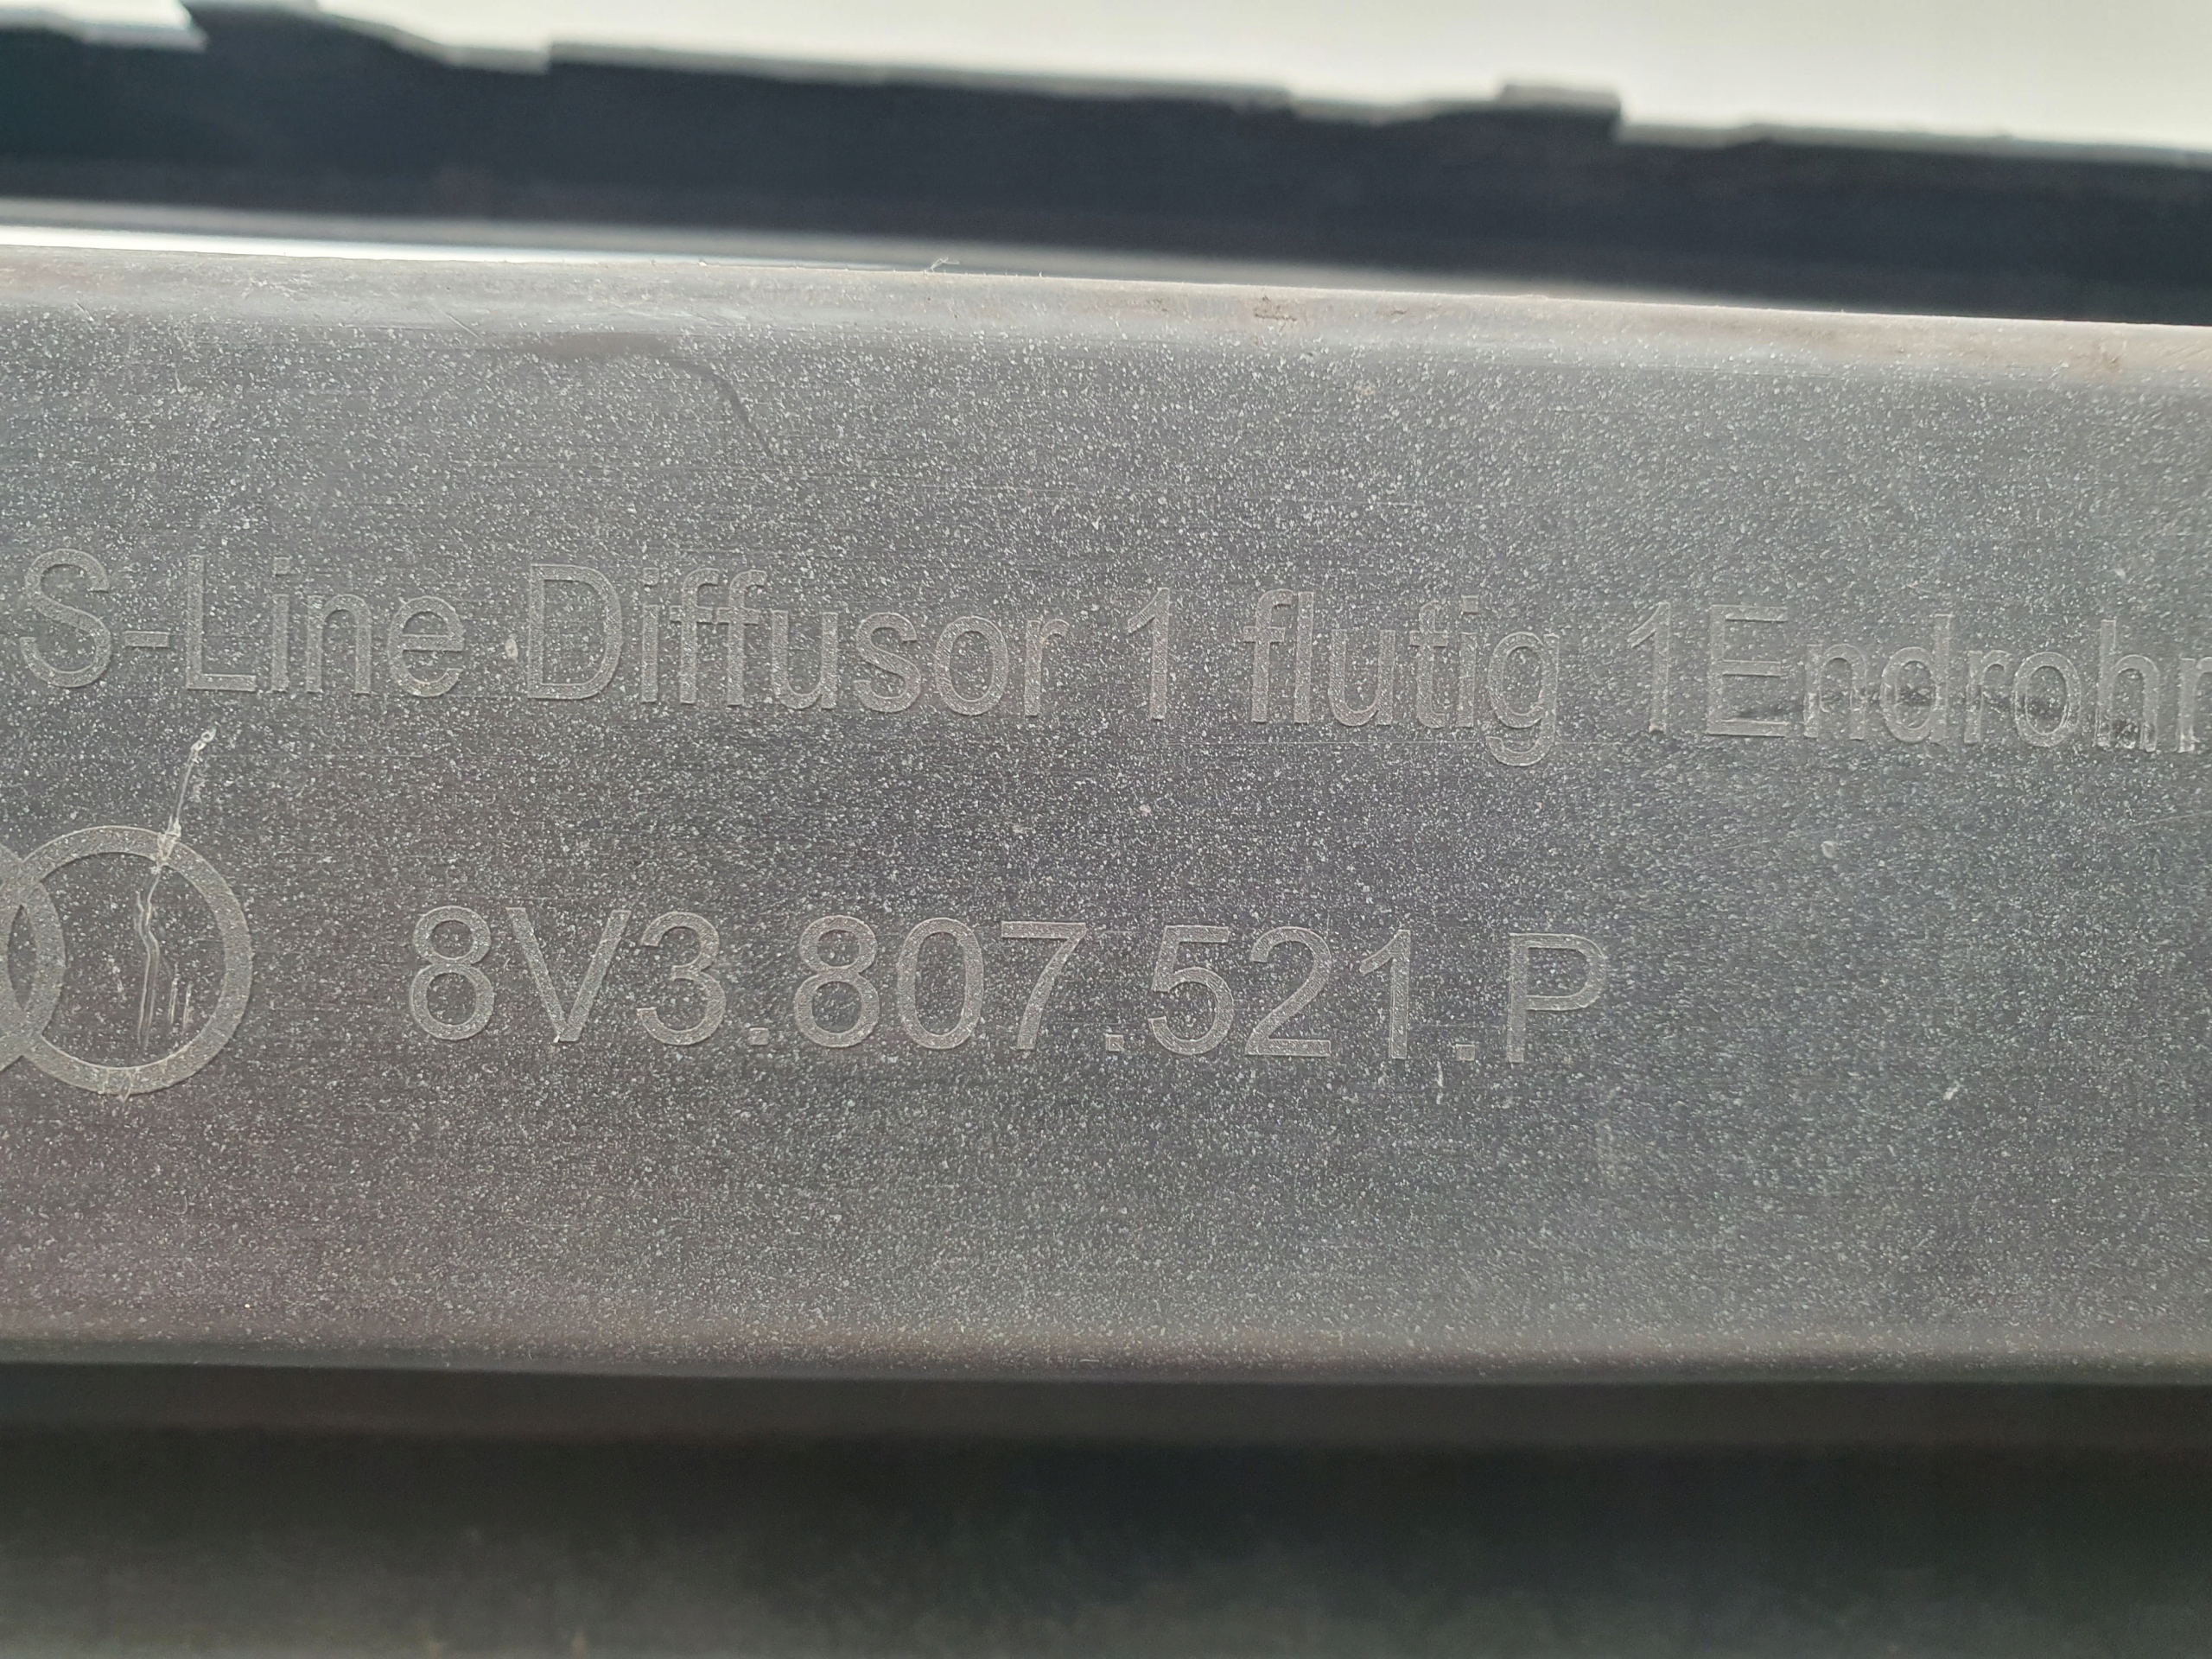 S-Line Diffusor 1 flutig 1Endrohr
8V3.807.521.P